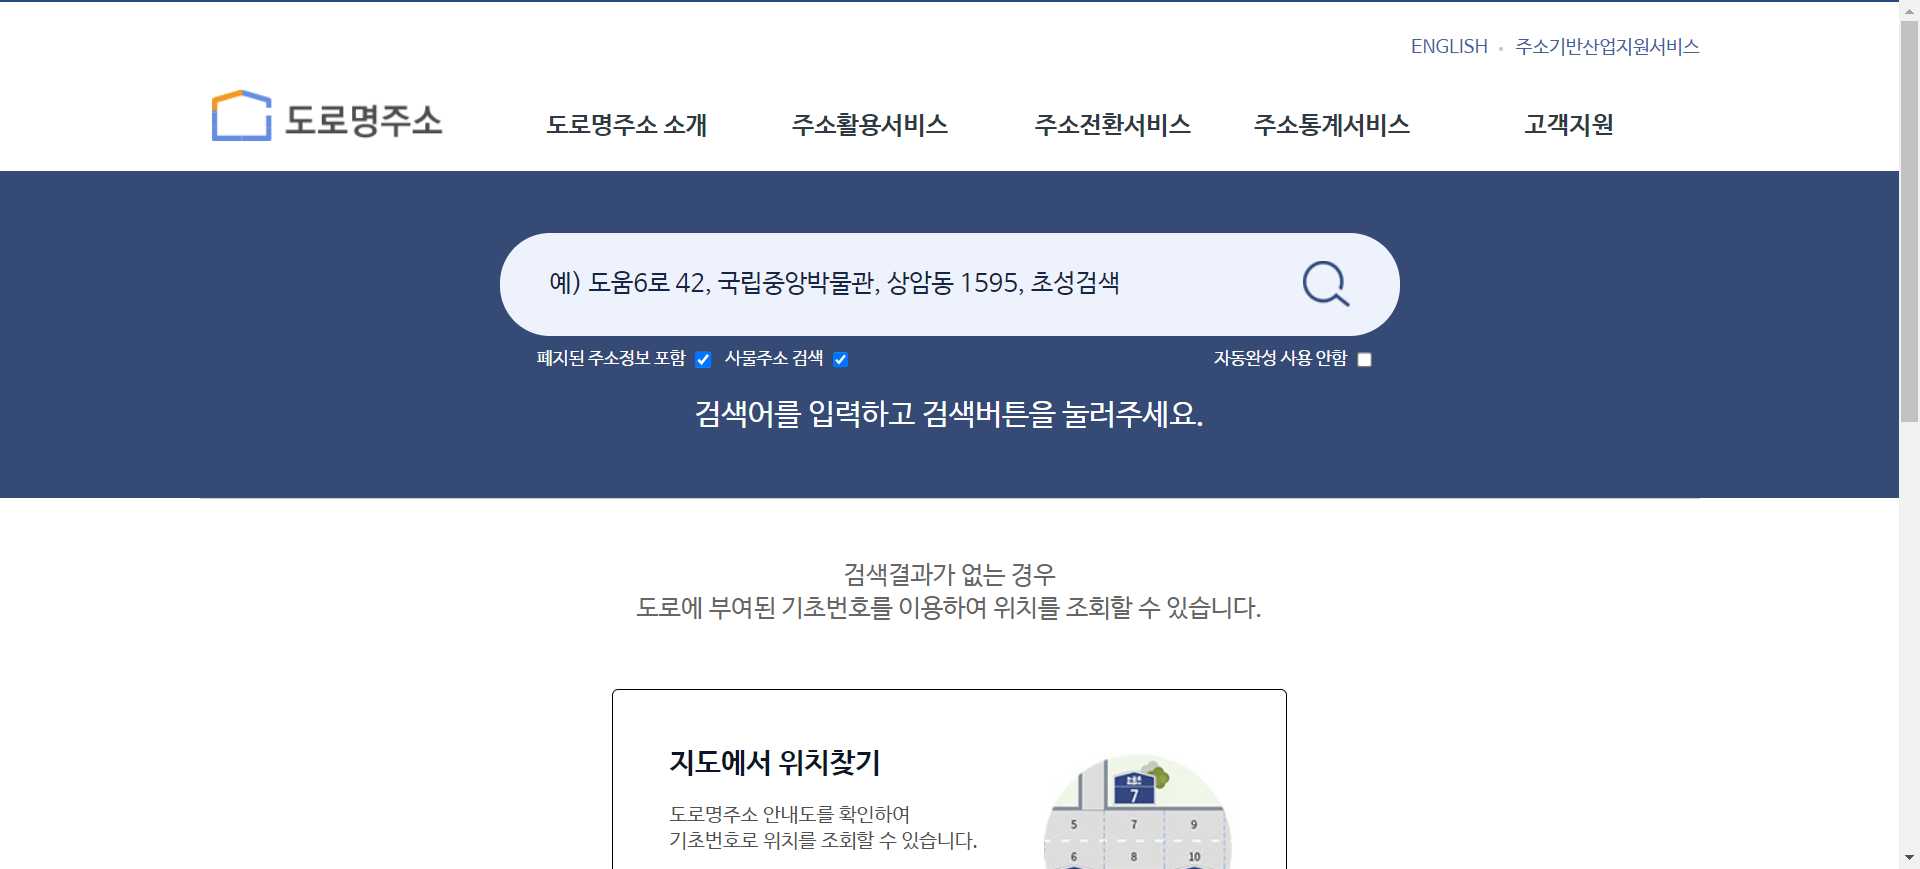 ENGLISH 주소기반산업지원서비스
도로명주소
도로명주소 소개 주소활용서비스 주소전환서비스 주소통계서비스 고객지원
예) 도움6로 42, 국립중앙박물관, 상암동 1595, 초성검색
폐지된 주소정보 포함 사물주소 검색 자동완성 사용 안함
검색어를 입력하고 검색버튼을 눌러주세요.
검색결과가 없는 경우
도로에 부여된 기초번호를 이용하여 위치를 조회할 수 있습니다.
지도에서 위치찾기
도로명주소 안내도를 확인하여
기초번호로 위치를 조회할 수 있습니다.
7
5 7 9
6 8 10